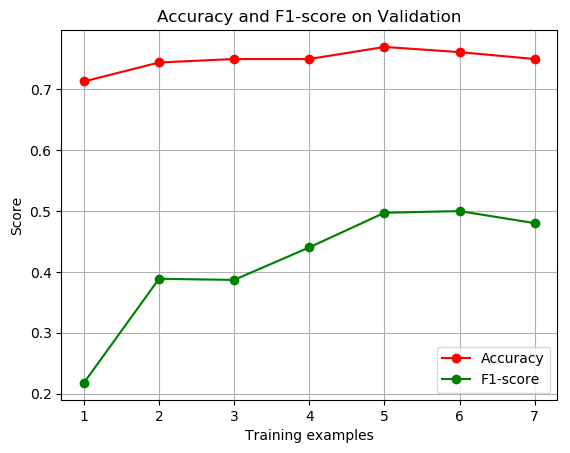 Accuracy and F1-score on Validation
0.7
0.6
0.5
0.4
0.3
0.2
Score
Accuracy
F1-score
1 2 3 4 5 6 7
Training examples